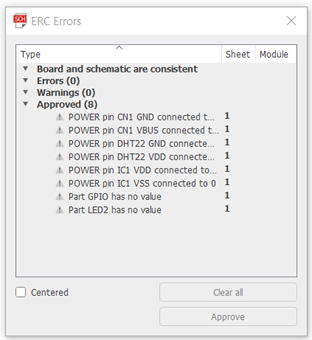 SCH
ERC Errors
Type Sheet Module
Board and schematic are consistent
Errors (0)
Warnings (0)
Approved (8)
POWER pin CN1 GND connected t... 1
POWER pin CN1 VBUS connected t... 1
POWER pin DHT22 GND connecte... 1
POWER pin DHT22 VDD connecte... 1
POWER pin IC1 VDD connected to... 1
POWER pin IC1 VSS connected to 0 1
Part GPIO has no value 1
Part LED2 has no value 1
Centered Clear all
Approve